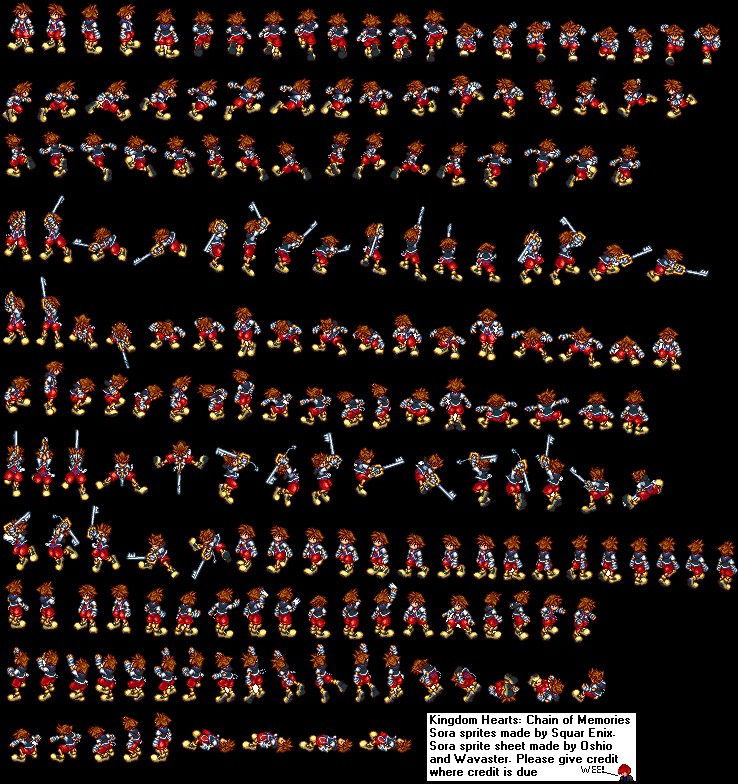 Kingdom Hearts: Chain of Memories
Sora sprites made by Squar Enix.
Sora sprite sheet made by Oshio
and Wavaster. Please give credit
where credit is due
WEE!